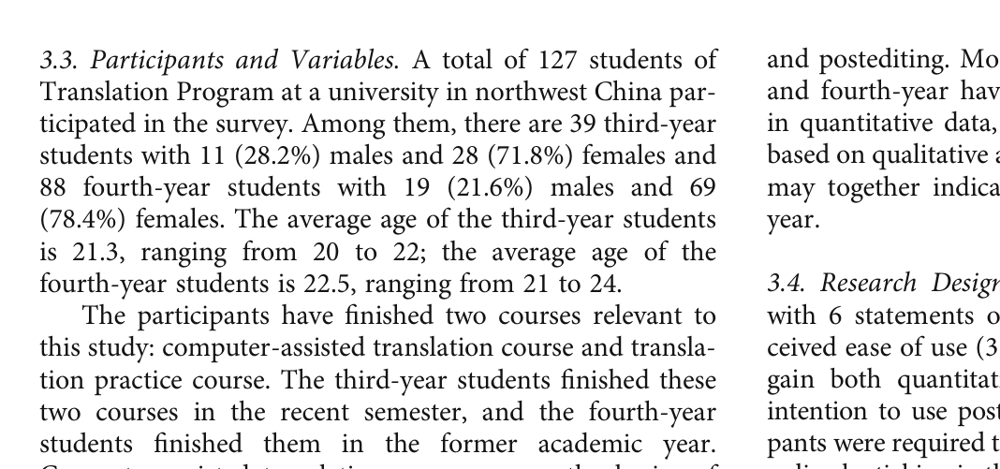 3.3. Participants and Variables. A total of 127 students of
Translation Program at a university in northwest China par-
ticipated in the survey. Among them, there are 39 third-year
students with 11 (28.2%) males and 28 (71.8%) females and
88 fourth-year students with 19 (21.6%) males and 69
(78.4%) females. The average age of the third-year students
is 21.3, ranging from 20 to 22; the average age of the
fourth-year students is 22.5, ranging from 21 to 24.
The participants have finished two courses relevant to
this study: computer-assisted translation course and transla-
tion practice course. The third-year students finished these
two courses in the recent semester, and the fourth-year
students finished them in the former academic year.
and postediting. Mo
and fourth-year hav
in quantitative data,
based on qualitative a
may together indica
year.
3.4. Research Design
with 6 statements o
ceived ease of use (3
gain both quantitati
intention to use post
pants were required t